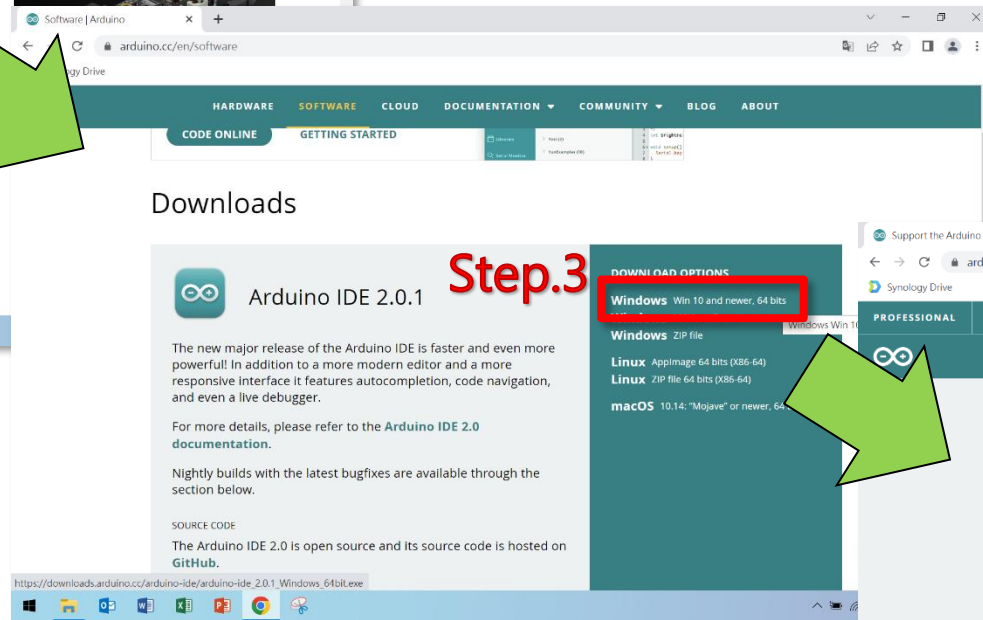 Software | Arduino
arduino.cc/en/software
gy Drive
HARDWARE SOFTWARE CLOUD DOCUMENTATION COMMUNITY BLOG ABOUT
CODE ONLINE GETTING STARTED
Downloads
Step.3
Arduino IDE 2.0.1
The new major release of the Arduino IDE is faster and even more
powerful! In addition to a more modern editor and a more
responsive interface it features autocompletion, code navigation,
and even a live debugger.
For more details, please refer to the Arduino IDE 2.0
documentation.
Nightly builds with the latest bugfixes are available through the
section below.
SOURCE CODE
The Arduino IDE 2.0 is open source and its source code is hosted on
GitHub.
DOWNLOAD OPTIONS
Windows Win 10 and newer, 64 bits
Windows ZIP file
Linux AppImage 64 bits (X86-64)
Linux ZIP file 64 bits (X86-64)
macOS 10.14: "Mojave" or newer, 64
Windows Win 10
https://downloads.arduino.cc/arduino-ide/arduino-ide_2.0.1_Windows_64bit.exe
Support the Arduino
ard
Synology Drive
PROFESSIONAL